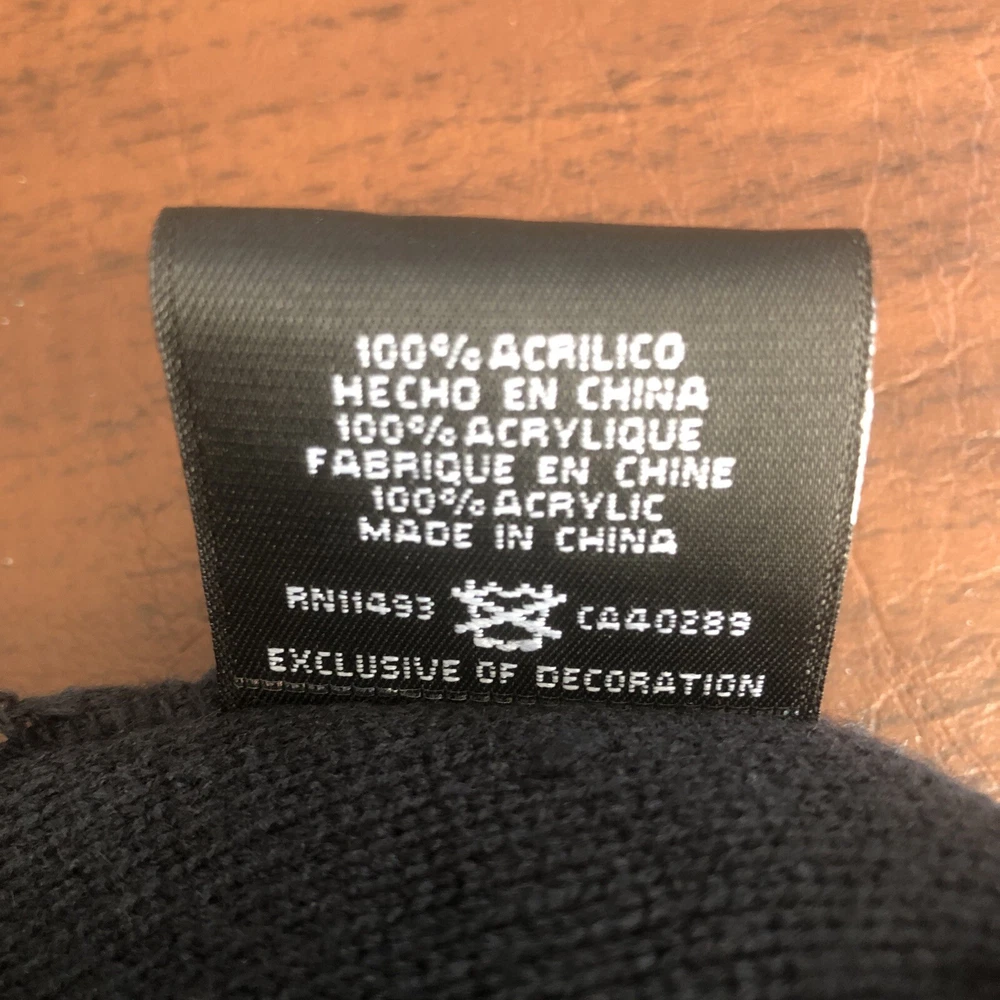 100% ACRILICO
HECHO EN CHINA
100% ACRYLIQUE
FABRIQUE EN CHINE
100% ACRYLIC
MADE IN CHINA
RN11493 CA40289
EXCLUSIVE OF DECORATION